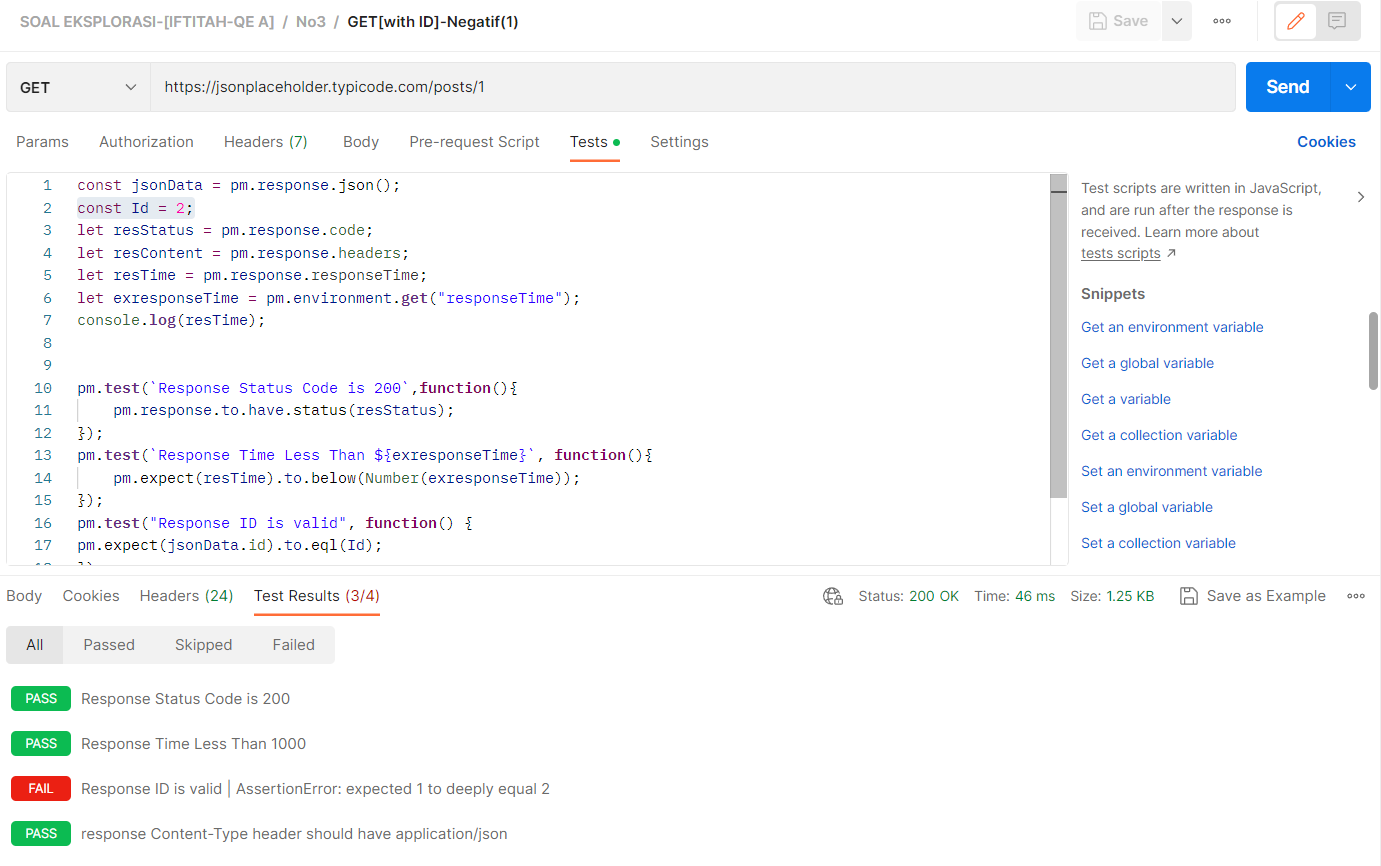 SOAL EKSPLORASI-[IFTITAH-QE A] / No3 / GET[with ID]-Negatif(1)
Save
GET
https://jsonplaceholder.typicode.com/posts/1
Send
Params Authorization Headers (7) Body Pre-request Script Tests Settings
Cookies
1 const jsonData = pm.response.json();
2 const Id = 2;
3 let resStatus = pm.response.code;
4 let resContent = pm.response.headers;
5 let resTime = pm.response.responseTime;
6 let exresponseTime = pm.environment.get("responseTime");
7 console.log(resTime);
8
9
10 pm.test(`Response Status Code is 200`,function(){
11 pm.response.to.have.status(resStatus);
12 });
13 pm.test(`Response Time Less Than ${exresponseTime}`, function(){
14 pm.expect(resTime).to.below(Number(exresponseTime));
15 });
16 pm.test("Response ID is valid", function() {
17 pm.expect(jsonData.id).to.eql(Id);
Test scripts are written in JavaScript,
and are run after the response is
received. Learn more about
tests scripts
Snippets
Get an environment variable
Get a global variable
Get a variable
Get a collection variable
Set an environment variable
Set a global variable
Set a collection variable
Body Cookies Headers (24) Test Results (3/4)
Status: 200 OK Time: 46 ms Size: 1.25 KB
Save as Example
All Passed Skipped Failed
PASS Response Status Code is 200
PASS Response Time Less Than 1000
FAIL Response ID is valid | AssertionError: expected 1 to deeply equal 2
PASS response Content-Type header should have application/json